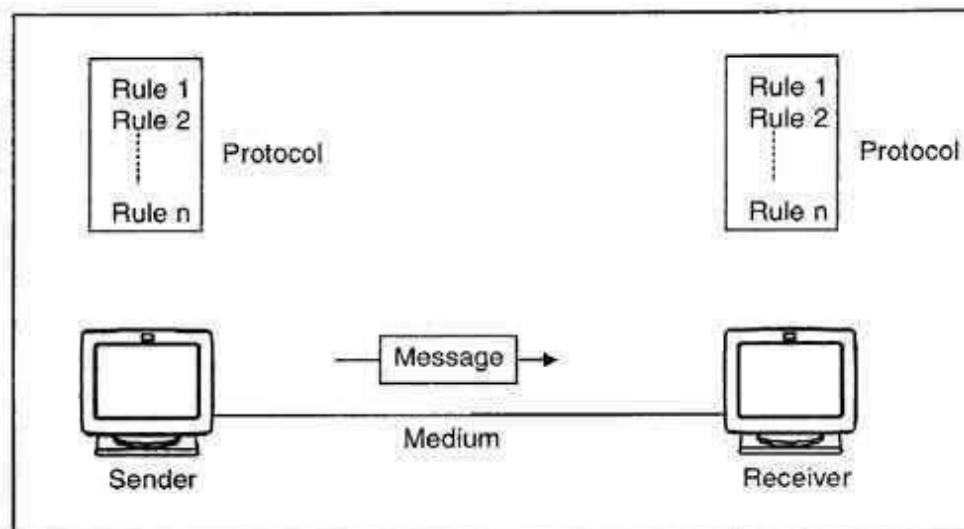 Rule 1
Rule 2
Rule n
Protocol
Rule 1
Rule 2
Rule n
Protocol
Message
Medium
Sender
Receiver